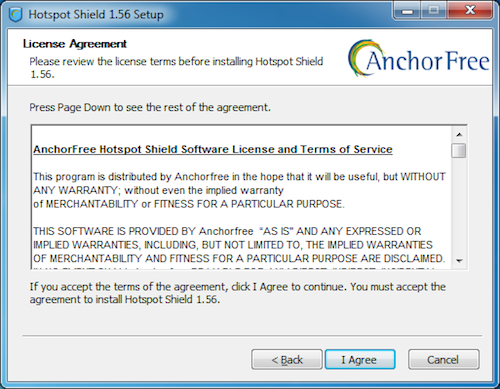 Hotspot Shield 1.56 Setup
License Agreement
Please review the license terms before installing Hotspot Shield
1.56.
AnchorFree
Press Page Down to see the rest of the agreement.
AnchorFree Hotspot Shield Software License and Terms of Service
This program is distributed by Anchorfree in the hope that it will be useful, but WITHOUT
ANY WARRANTY; without even the implied warranty
of MERCHANTABILITY or FITNESS FOR A PARTICULAR PURPOSE.
THIS SOFTWARE IS PROVIDED BY Anchorfree "AS IS" AND ANY EXPRESSED OR
IMPLIED WARRANTIES, INCLUDING, BUT NOT LIMITED TO, THE IMPLIED WARRANTIES
OF MERCHANTABILITY AND FITNESS FOR A PARTICULAR PURPOSE ARE DISCLAIMED.
If you accept the terms of the agreement, click I Agree to continue. You must accept the
agreement to install Hotspot Shield 1.56.
< Back
I Agree
Cancel